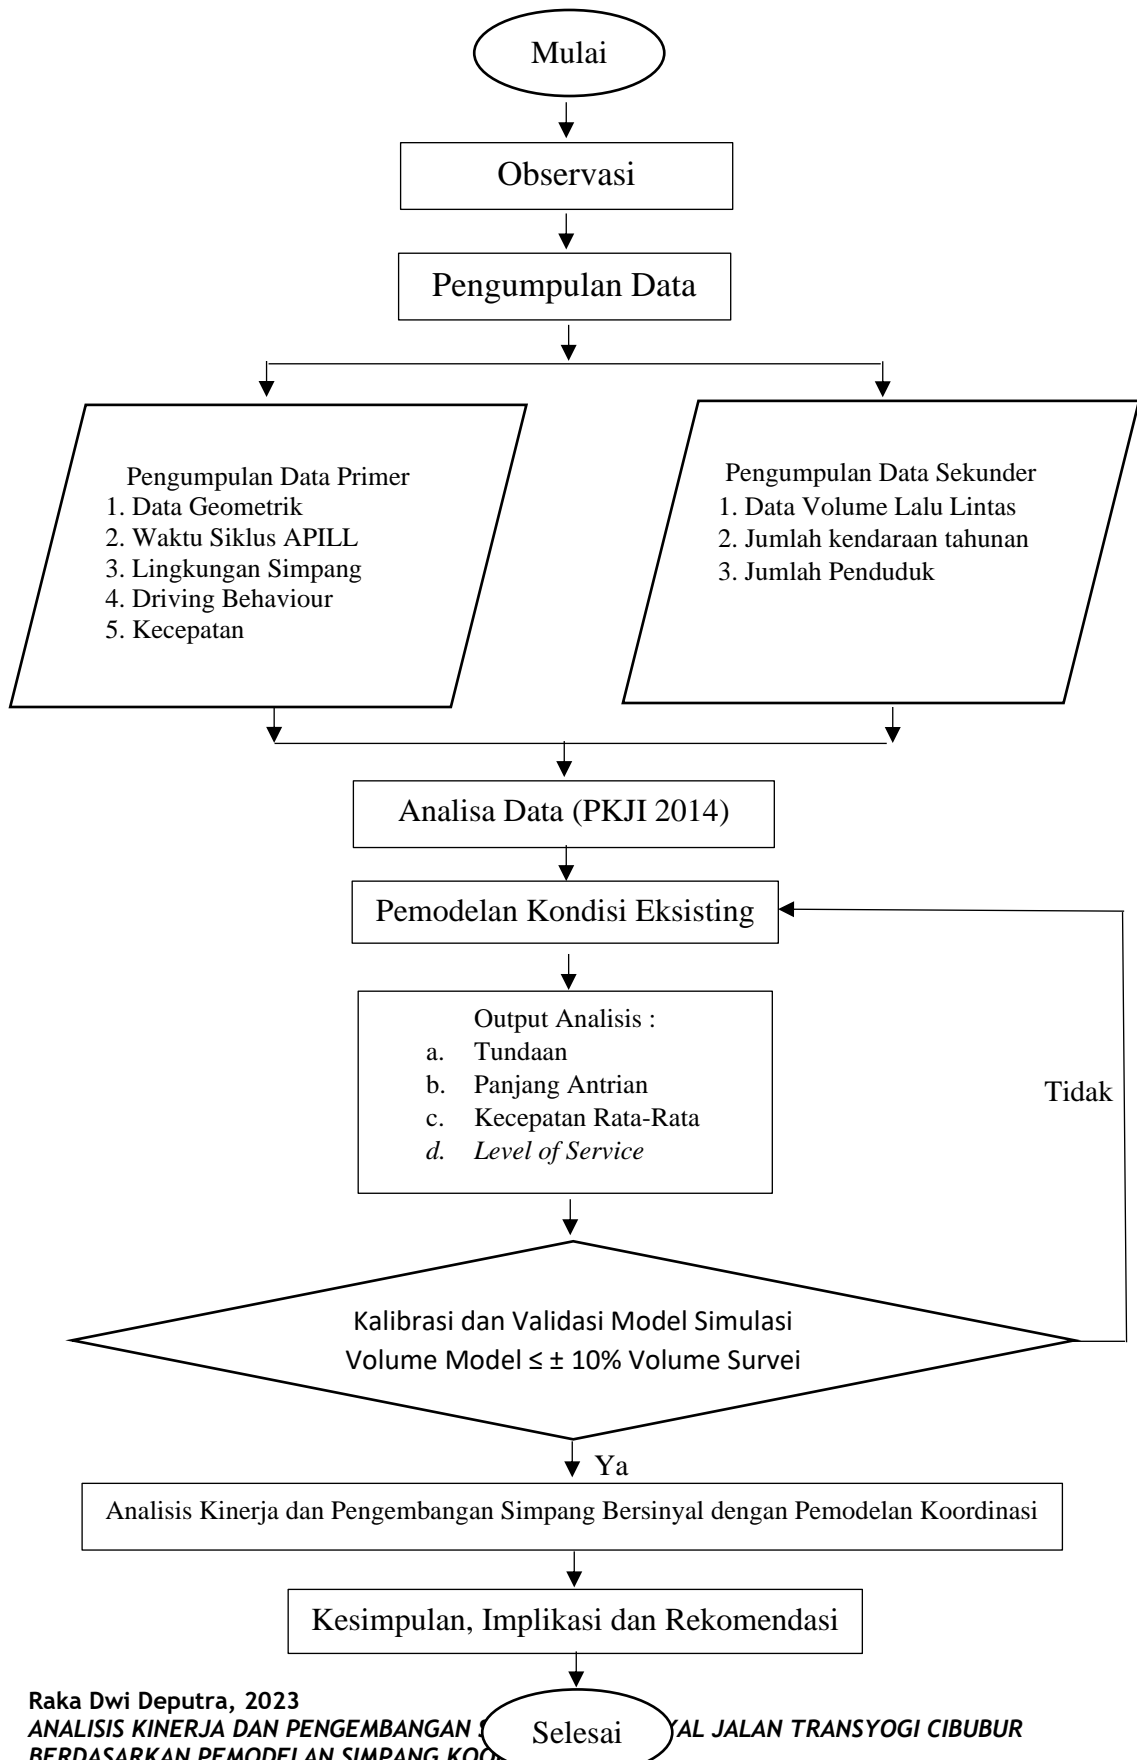 Mulai
Observasi
Pengumpulan Data
Pengumpulan Data Primer
1. Data Geometrik
2. Waktu Siklus APILL
3. Lingkungan Simpang
4. Driving Behaviour
5. Kecepatan
Pengumpulan Data Sekunder
1. Data Volume Lalu Lintas
2. Jumlah kendaraan tahunan
3. Jumlah Penduduk
Analisa Data (PKJI 2014)
Pemodelan Kondisi Eksisting
Output Analisis :
a. Tundaan
b. Panjang Antrian
c. Kecepatan Rata-Rata
d. Level of Service
Tidak
Kalibrasi dan Validasi Model Simulasi
Volume Model ≤ ± 10% Volume Survei
Ya
Analisis Kinerja dan Pengembangan Simpang Bersinyal dengan Pemodelan Koordinasi
Kesimpulan, Implikasi dan Rekomendasi
Selesai
Raka Dwi Deputra, 2023
ANALISIS KINERJA DAN PENGEMBANGAN JALAN TRANSYOGI CIBUBUR
BERDASARKAN PEMODELAN SIMPANG